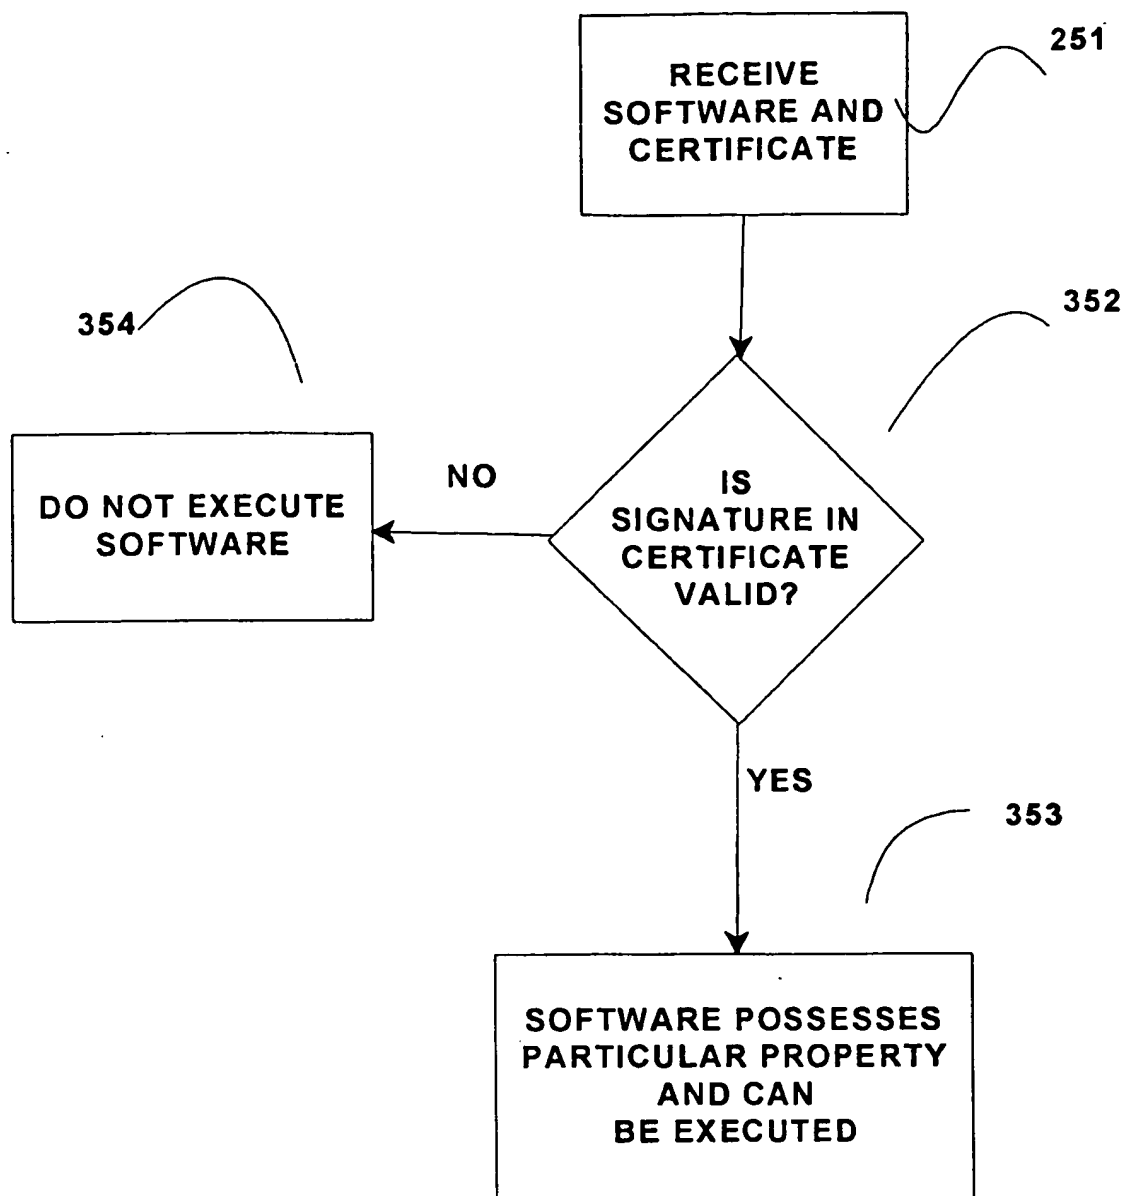 251
RECEIVE
SOFTWARE AND
CERTIFICATE
352
354
NO
IS
SIGNATURE IN
CERTIFICATE
VALID?
DO NOT EXECUTE
SOFTWARE
YES
353
SOFTWARE POSSESSES
PARTICULAR PROPERTY
AND CAN
BE EXECUTED